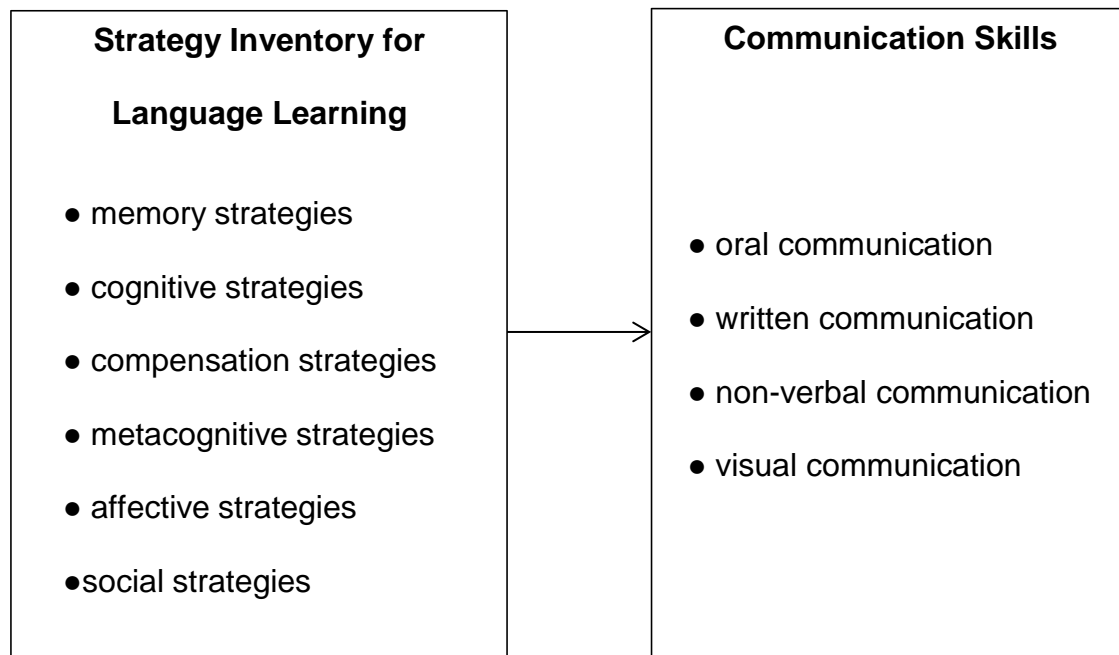 Strategy Inventory for
Language Learning
● memory strategies
● cognitive strategies
● compensation strategies
● metacognitive strategies
● affective strategies
●social strategies
Communication Skills
● oral communication
● written communication
● non-verbal communication
● visual communication